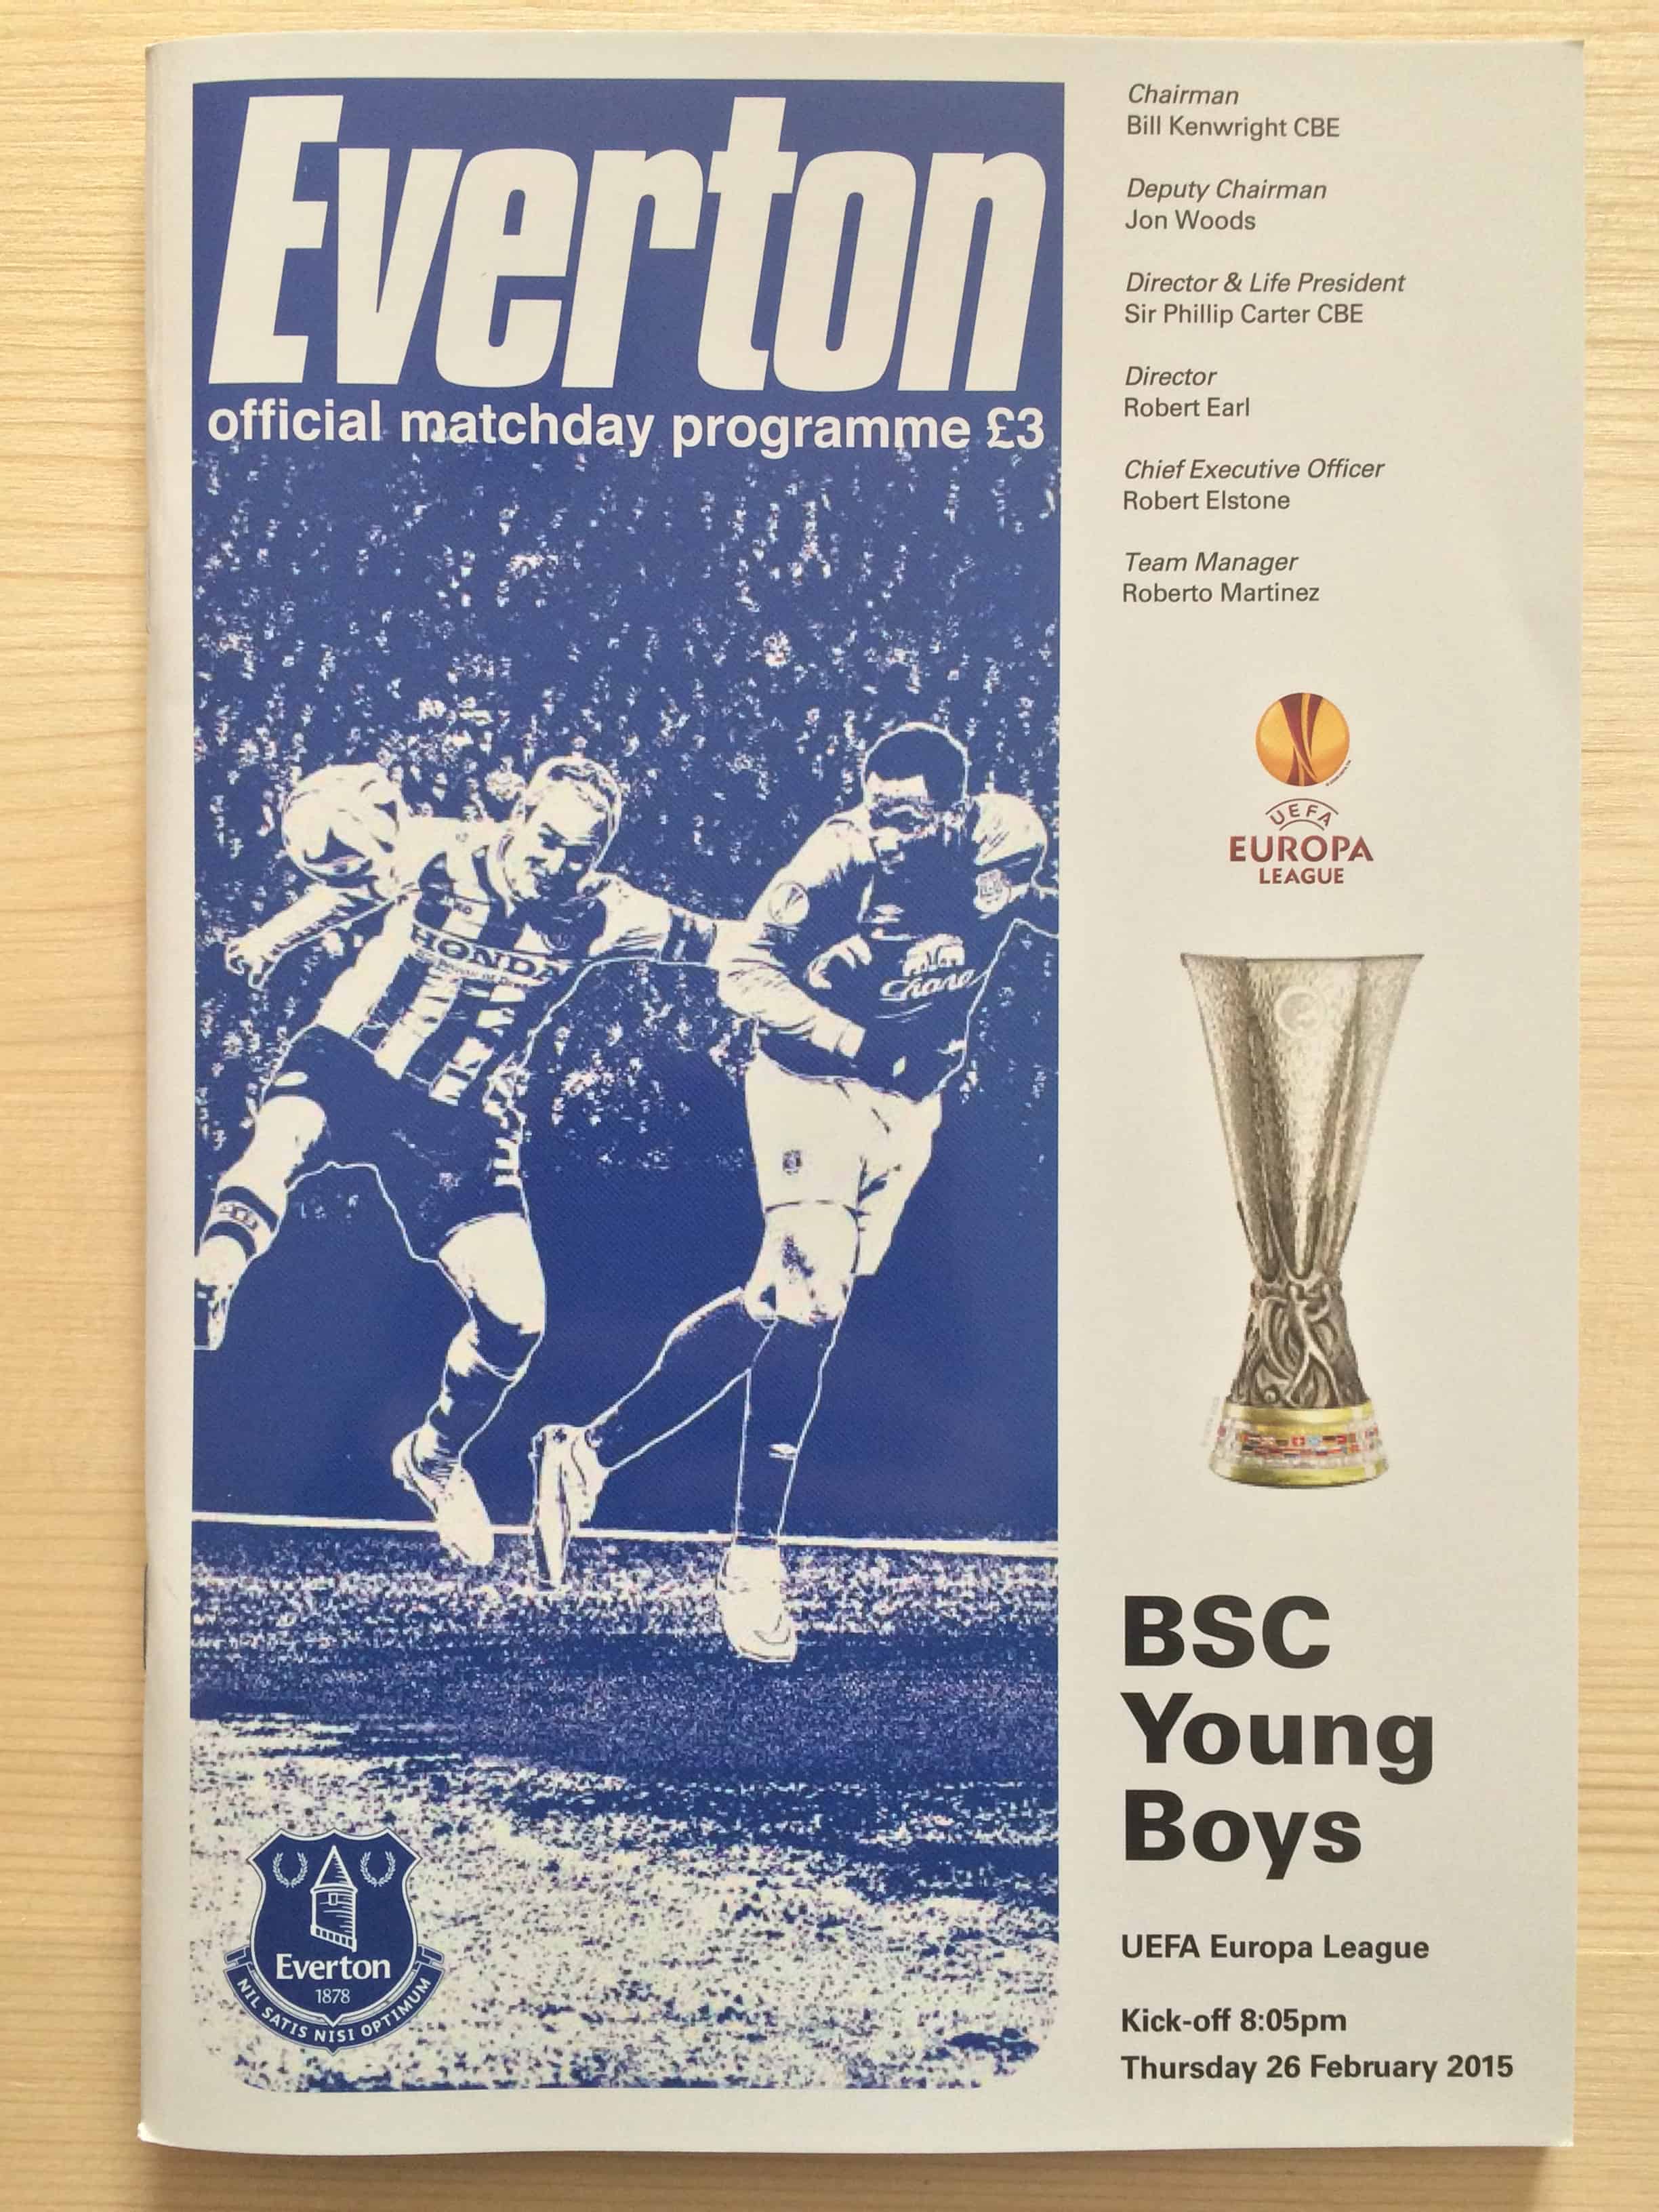 Everton
official matchday programme £3
HONDA
Chang
Everton
1878
NIL SATIS NISI OPTIMUM
Chairman
Bill Kenwright CBE
Deputy Chairman
Jon Woods
Director & Life President
Sir Phillip Carter CBE
Director
Robert Earl
Chief Executive Officer
Robert Elstone
Team Manager
Roberto Martinez
UEFA
EUROPA
LEAGUE
BSC
Young
Boys
UEFA Europa League
Kick-off 8:05pm
Thursday 26 February 2015